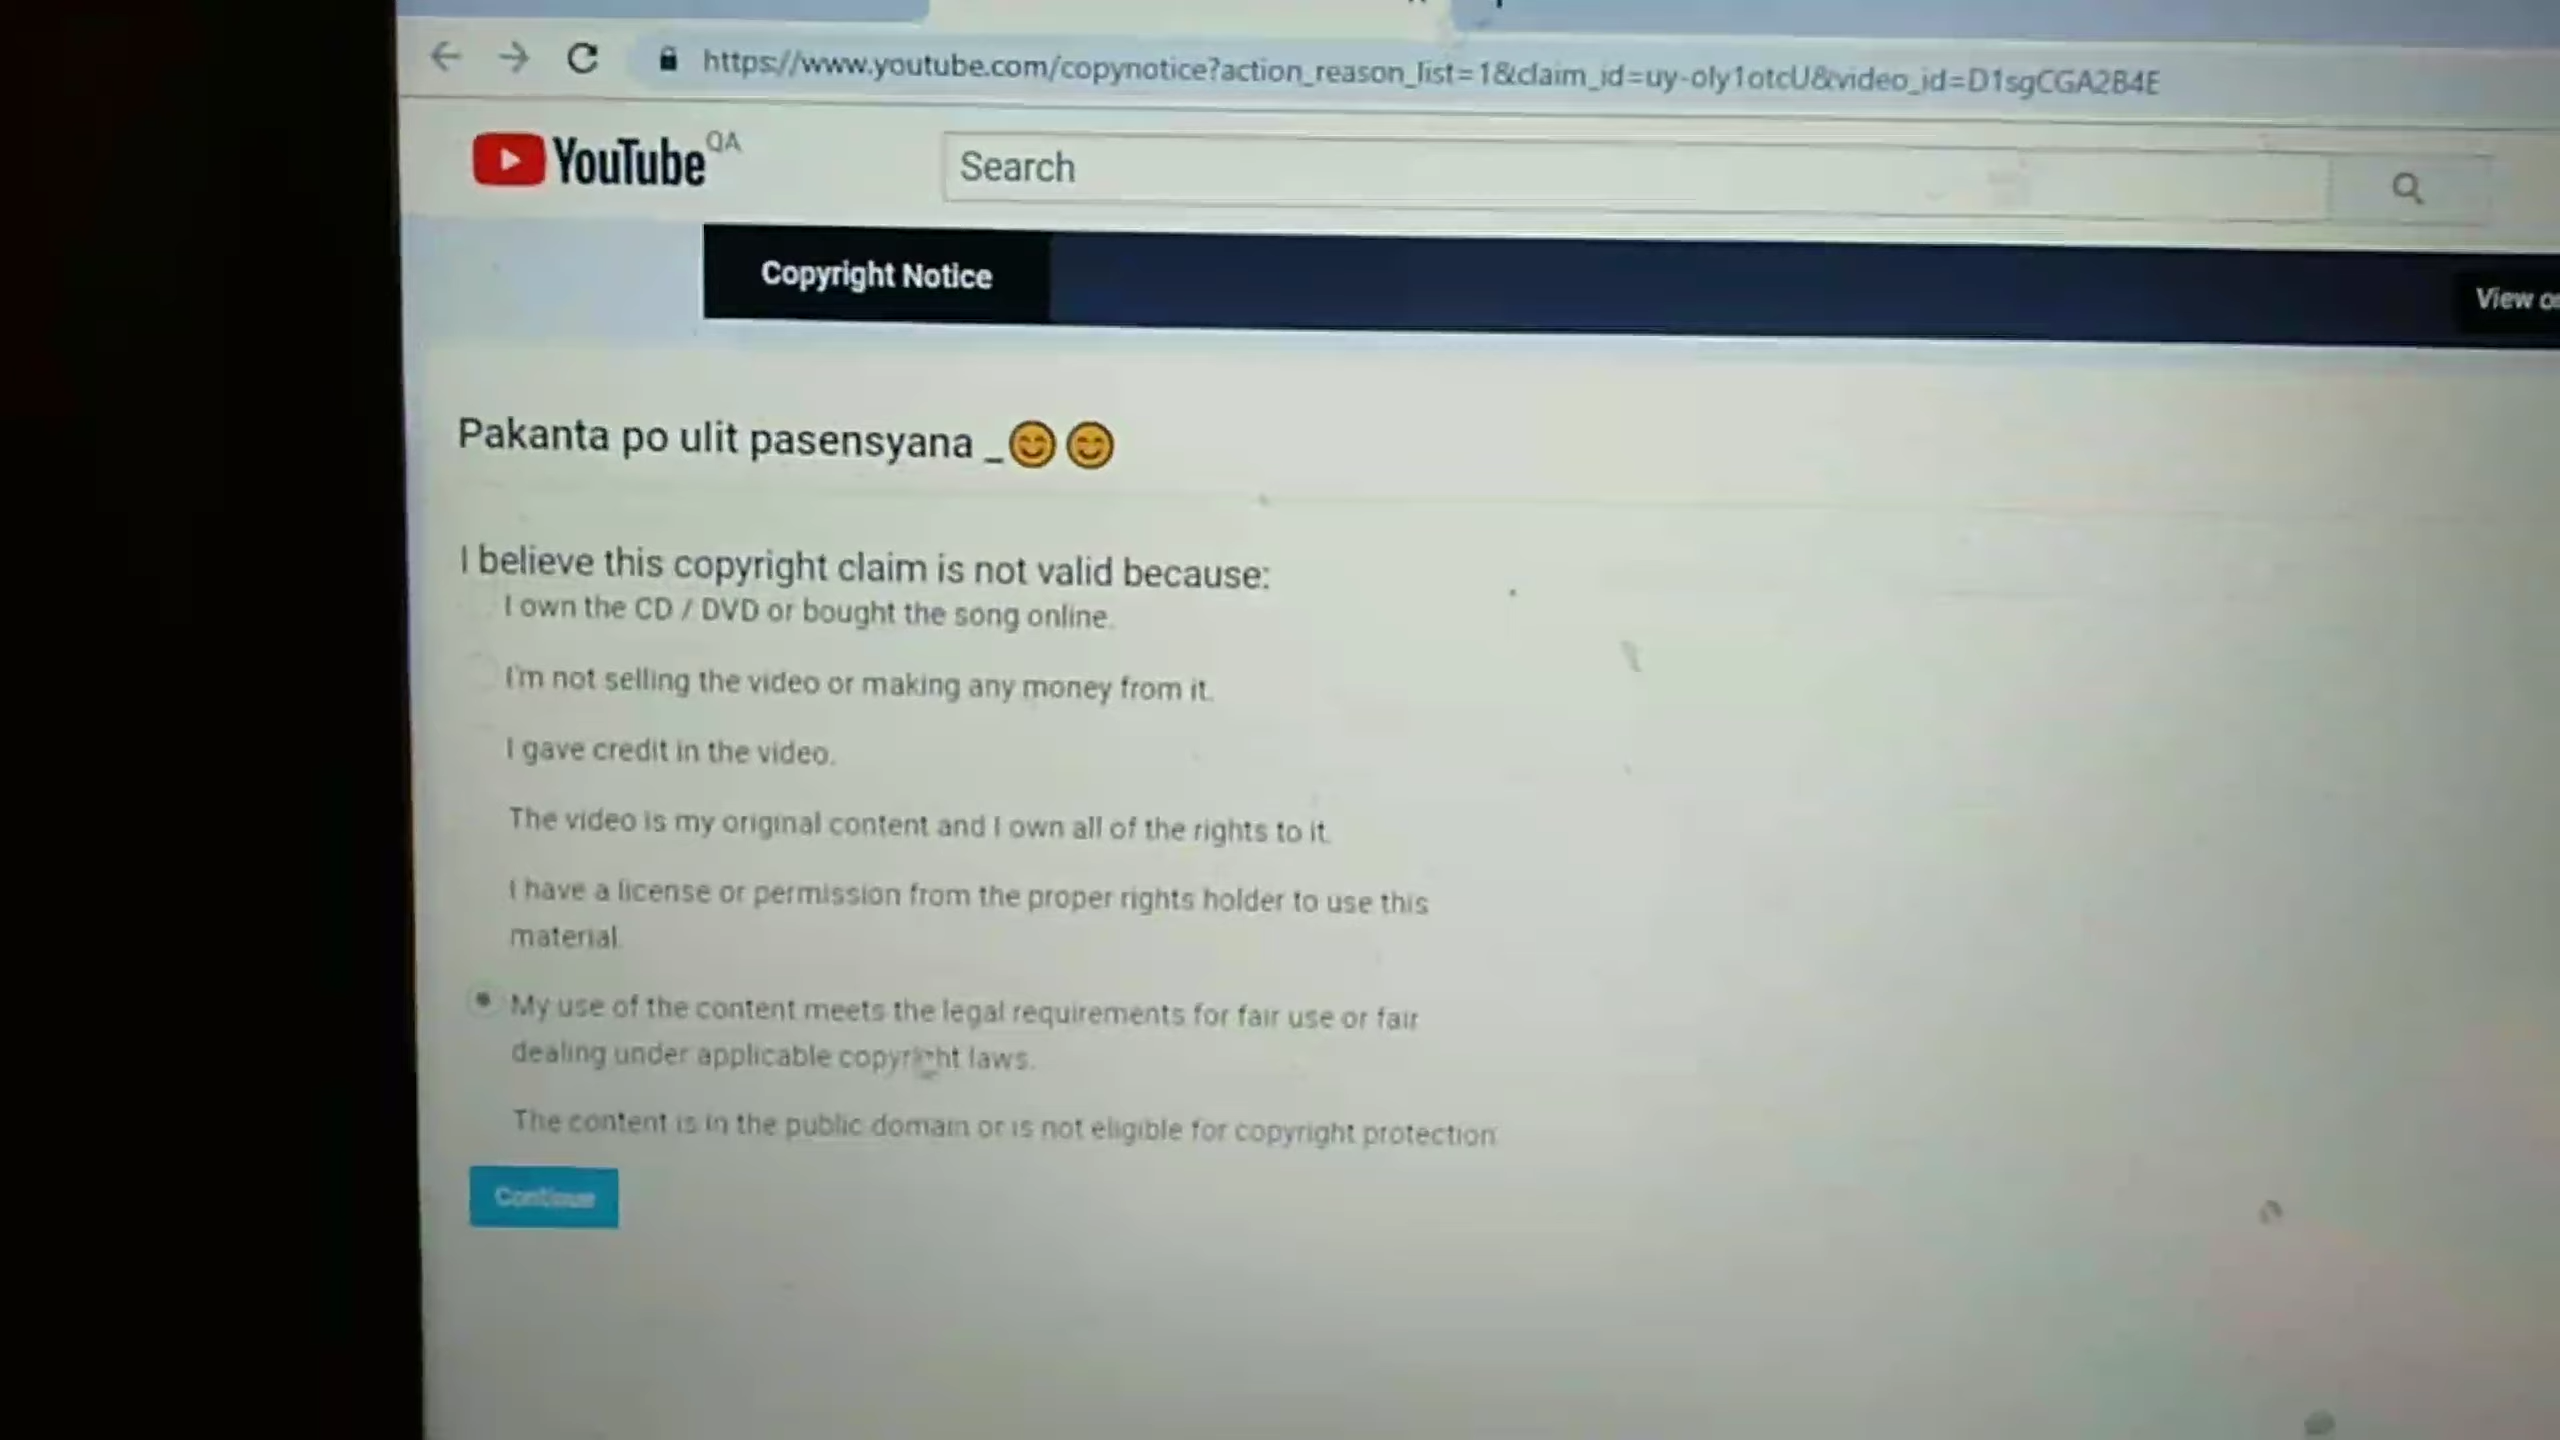 https://www.youtube.com/copynotice?action_reason_list=1&claim_id=uy-oly1otcU&video_id=D1sgCGA2B4E
YouTube QA
Search
Copyright Notice
View
Pakanta po ulit pasensyana _😊😊
I believe this copyright claim is not valid because:
I own the CD / DVD or bought the song online.
I'm not selling the video or making any money from it.
I gave credit in the video.
The video is my original content and I own all of the rights to it.
I have a license or permission from the proper rights holder to use this
material.
My use of the content meets the legal requirements for fair use or fair
dealing under applicable copyright laws.
The content is in the public domain or is not eligible for copyright protection.
Continue